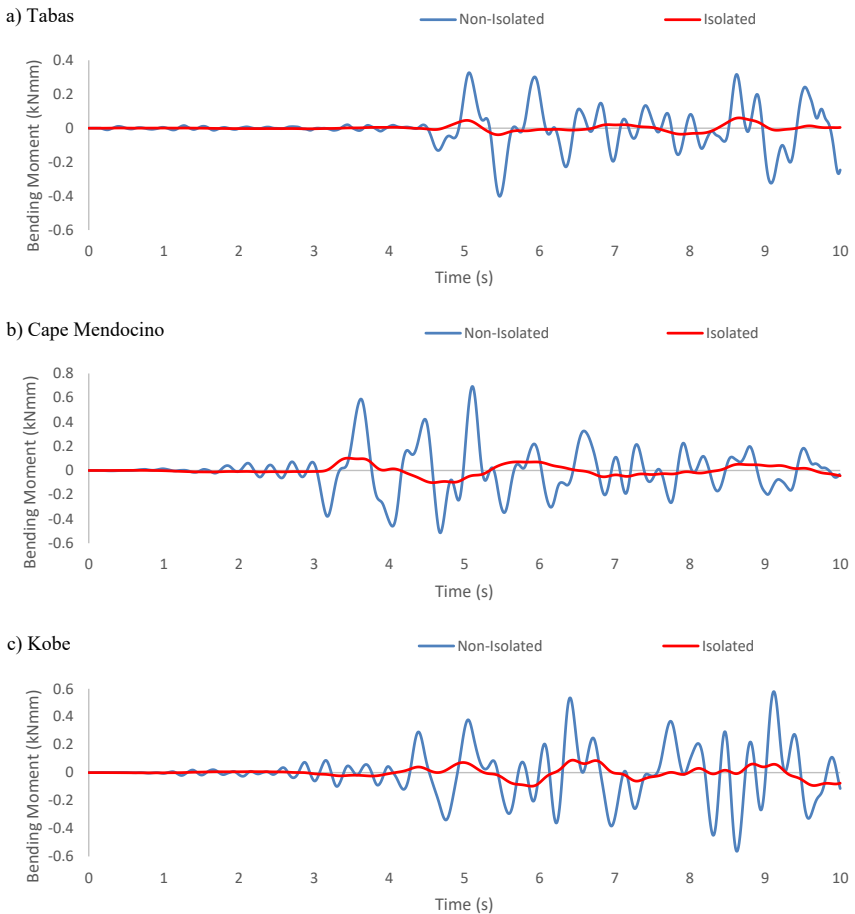 a) Tabas
Non-Isolated Isolated
Bending Moment (kNmm)
0.4
0.2
0
-0.2
-0.4
-0.6
0 1 2 3 4 5 6 7 8 9 10
Time (s)
b) Cape Mendocino
Non-Isolated Isolated
Bending Moment (kNmm)
0.8
0.6
0.4
0.2
0
-0.2
-0.4
-0.6
0 1 2 3 4 5 6 7 8 9 10
Time (s)
c) Kobe
Non-Isolated Isolated
Bending Moment (kNmm)
0.6
0.4
0.2
0
-0.2
-0.4
-0.6
0 1 2 3 4 5 6 7 8 9 10
Time (s)